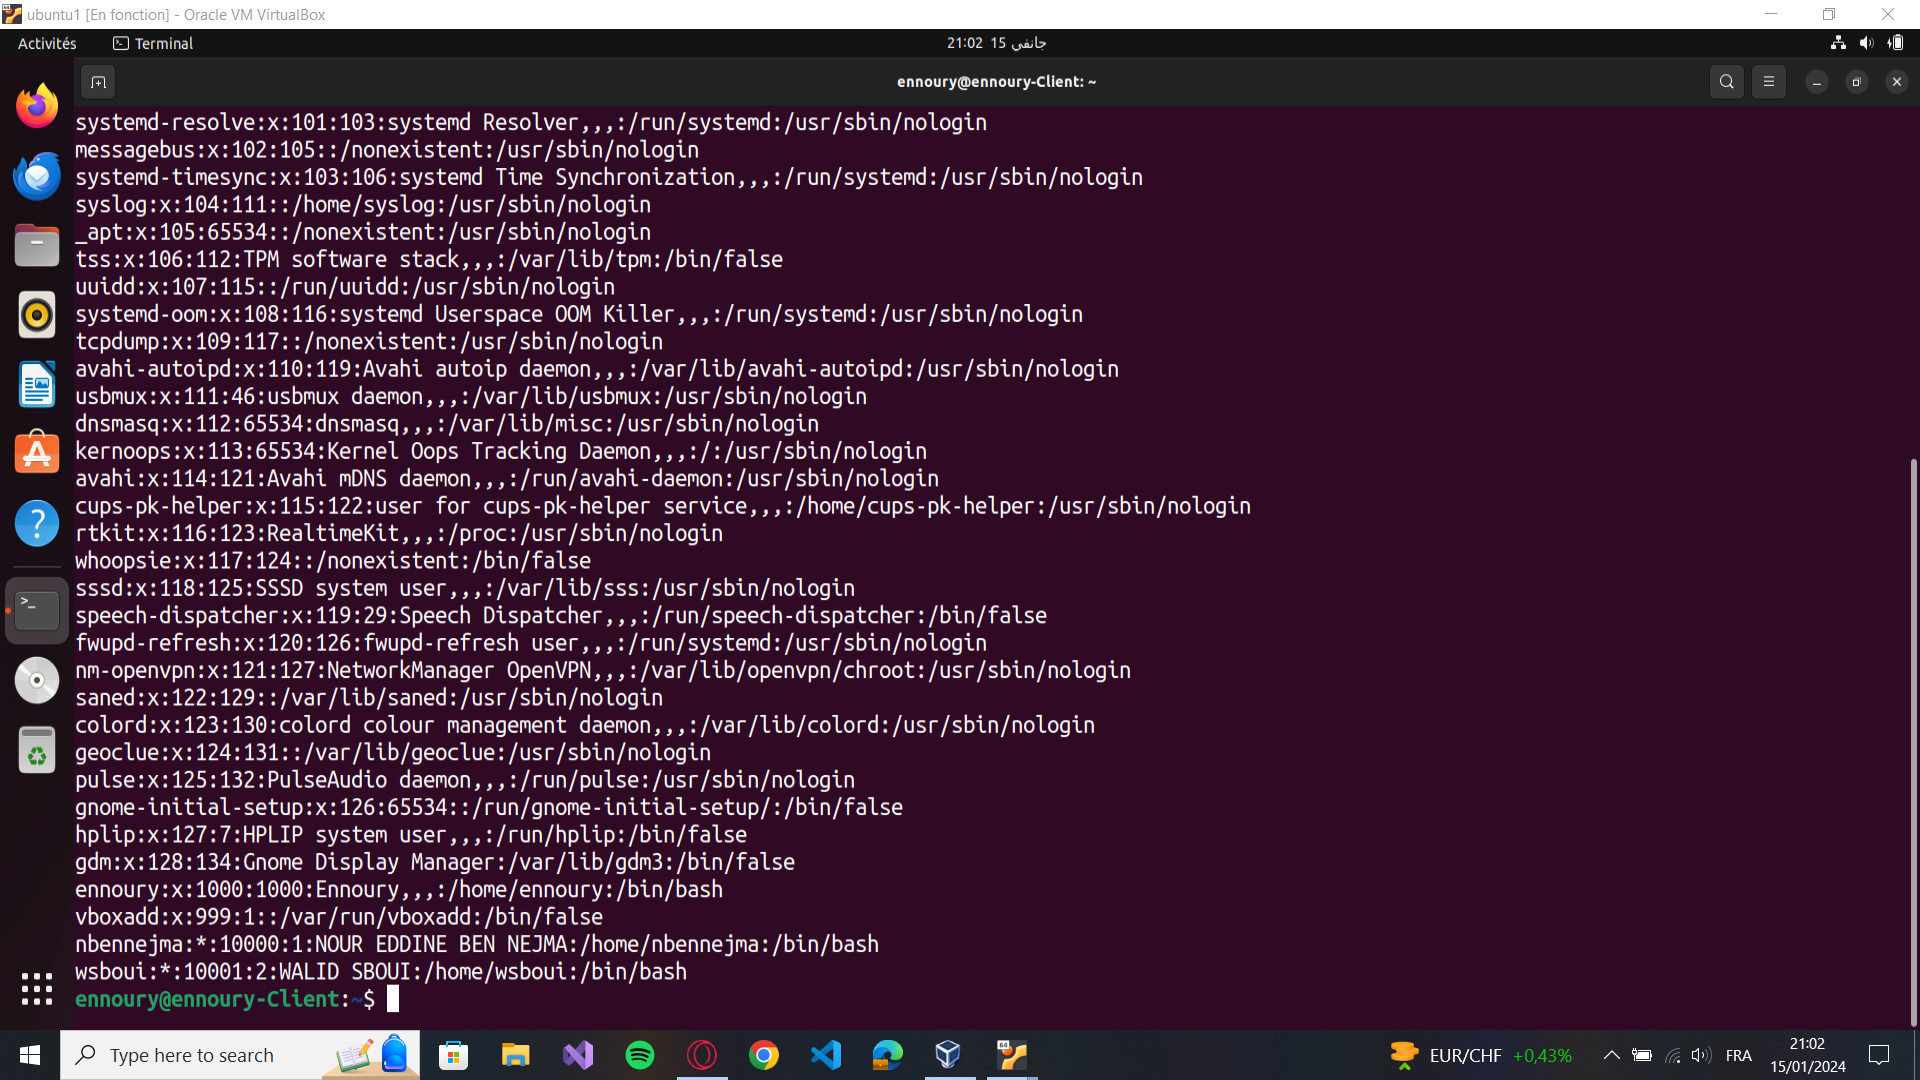 ubuntu1 [En fonction] - Oracle VM VirtualBox
Activités
Terminal
21:02 15 جانفي
ennoury@ennoury-Client: ~
systemd-resolve:x:101:103:systemd Resolver,,,:/run/systemd:/usr/sbin/nologin
messagebus:x:102:105::/nonexistent:/usr/sbin/nologin
systemd-timesync:x:103:106:systemd Time Synchronization,,,:/run/systemd:/usr/sbin/nologin
syslog:x:104:111::/home/syslog:/usr/sbin/nologin
_apt:x:105:65534::/nonexistent:/usr/sbin/nologin
tss:x:106:112:TPM software stack,,,:/var/lib/tpm:/bin/false
uuidd:x:107:115::/run/uuidd:/usr/sbin/nologin
systemd-oom:x:108:116:systemd Userspace OOM Killer,,,:/run/systemd:/usr/sbin/nologin
tcpdump:x:109:117::/nonexistent:/usr/sbin/nologin
avahi-autoipd:x:110:119:Avahi autoip daemon,,,:/var/lib/avahi-autoipd:/usr/sbin/nologin
usbmux:x:111:46:usbmux daemon,,,:/var/lib/usbmux:/usr/sbin/nologin
dnsmasq:x:112:65534:dnsmasq,,,:/var/lib/misc:/usr/sbin/nologin
kernoops:x:113:65534:Kernel Oops Tracking Daemon,,,:/:/usr/sbin/nologin
avahi:x:114:121:Avahi mDNS daemon,,,:/run/avahi-daemon:/usr/sbin/nologin
cups-pk-helper:x:115:122:user for cups-pk-helper service,,,:/home/cups-pk-helper:/usr/sbin/nologin
rtkit:x:116:123:RealtimeKit,,,:/proc:/usr/sbin/nologin
whoopsie:x:117:124::/nonexistent:/bin/false
sssd:x:118:125:SSSD system user,,,:/var/lib/sss:/usr/sbin/nologin
speech-dispatcher:x:119:29:Speech Dispatcher,,,:/run/speech-dispatcher:/bin/false
fwupd-refresh:x:120:126:fwupd-refresh user,,,:/run/systemd:/usr/sbin/nologin
nm-openvpn:x:121:127:NetworkManager OpenVPN,,,:/var/lib/openvpn/chroot:/usr/sbin/nologin
saned:x:122:129::/var/lib/saned:/usr/sbin/nologin
colord:x:123:130:colord colour management daemon,,,:/var/lib/colord:/usr/sbin/nologin
geoclue:x:124:131::/var/lib/geoclue:/usr/sbin/nologin
pulse:x:125:132:PulseAudio daemon,,,:/run/pulse:/usr/sbin/nologin
gnome-initial-setup:x:126:65534::/run/gnome-initial-setup/:/bin/false
hplip:x:127:7:HPLIP system user,,,:/run/hplip:/bin/false
gdm:x:128:134:Gnome Display Manager:/var/lib/gdm3:/bin/false
ennoury:x:1000:1000:Ennoury,,,:/home/ennoury:/bin/bash
vboxadd:x:999:1::/var/run/vboxadd:/bin/false
nbennejma:*:10000:1:NOUR EDDINE BEN NEJMA:/home/nbennejma:/bin/bash
wsboui:*:10001:2:WALID SBOUI:/home/wsboui:/bin/bash
ennoury@ennoury-Client:~$
Type here to search
EUR/CHF +0,43%
FRA
21:02
15/01/2024